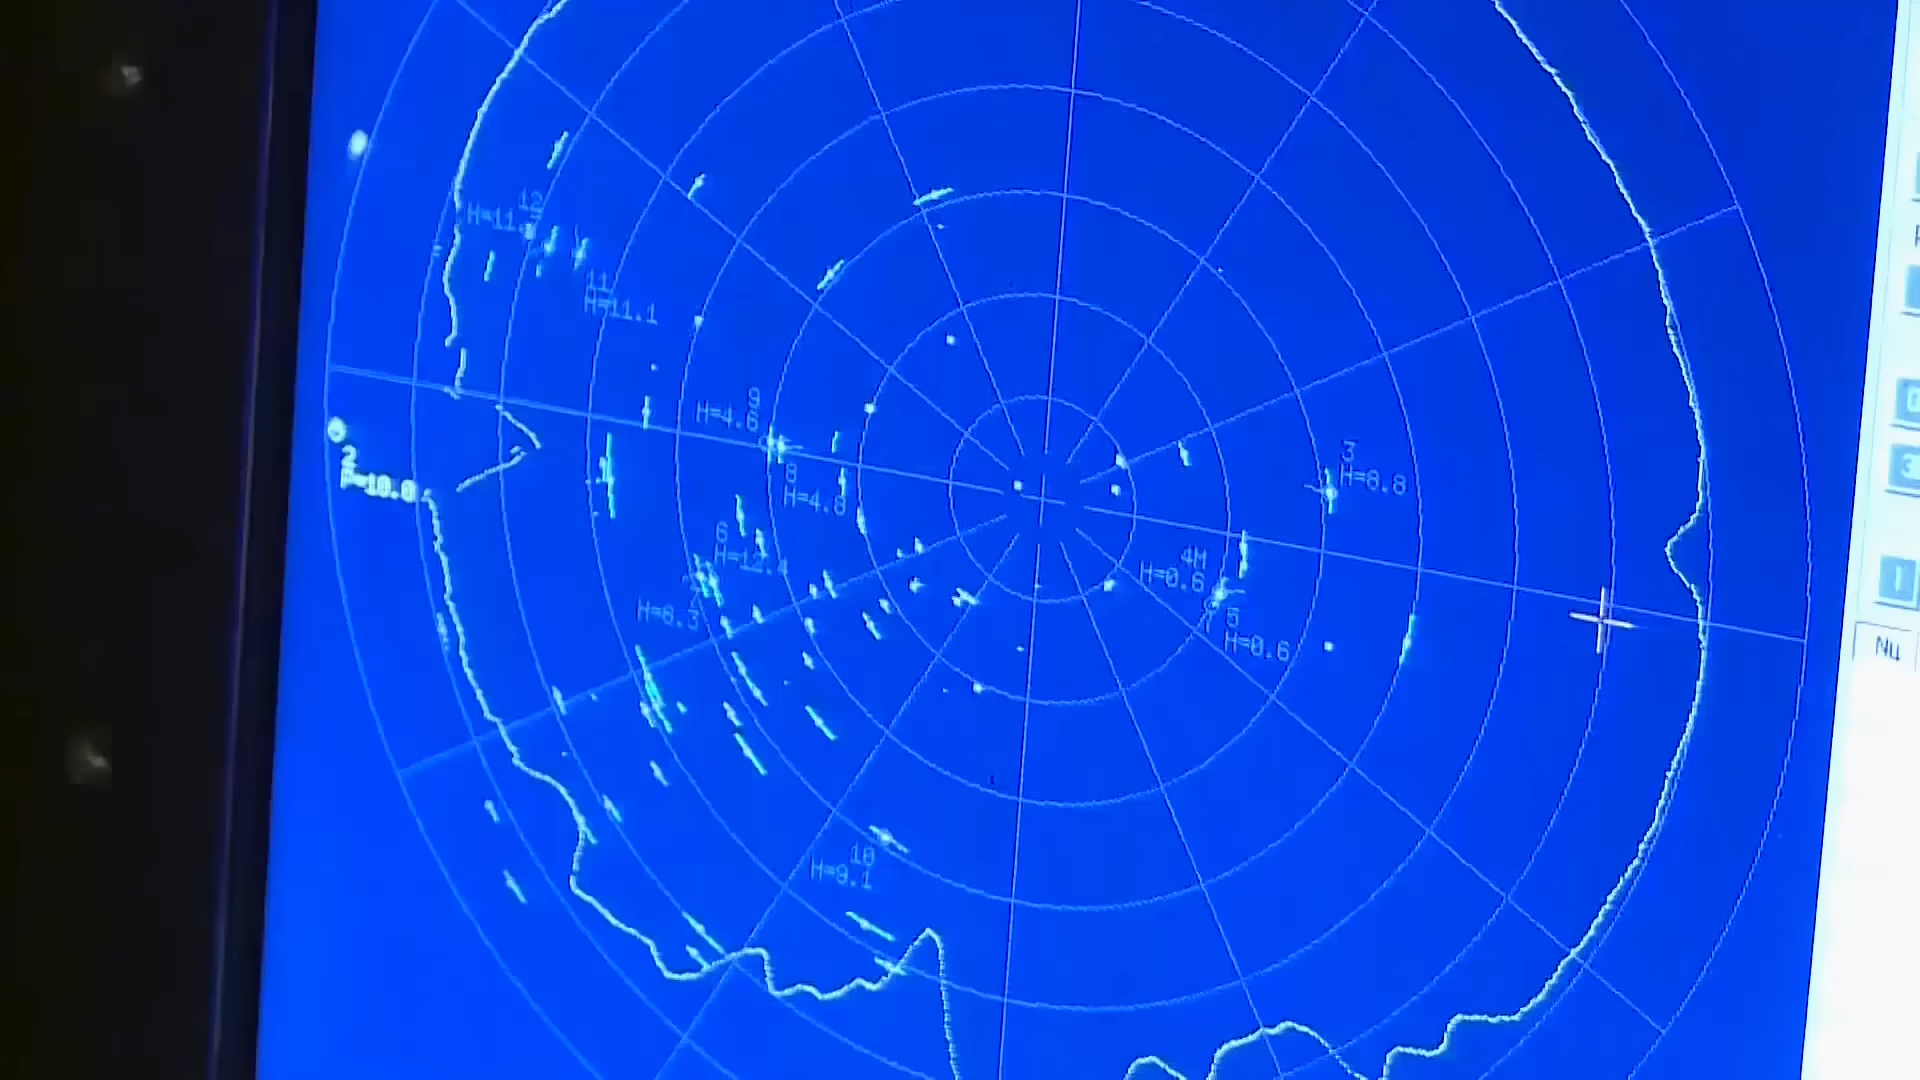 12
H=11.
11
H=11.1
9
H=4.6
3
H=8.8
2
P=10.0
8
H=4.8
6
H=12.4
4M
H=0.6
H=6.3
5
H=0.6
Nu
10
H=9.1